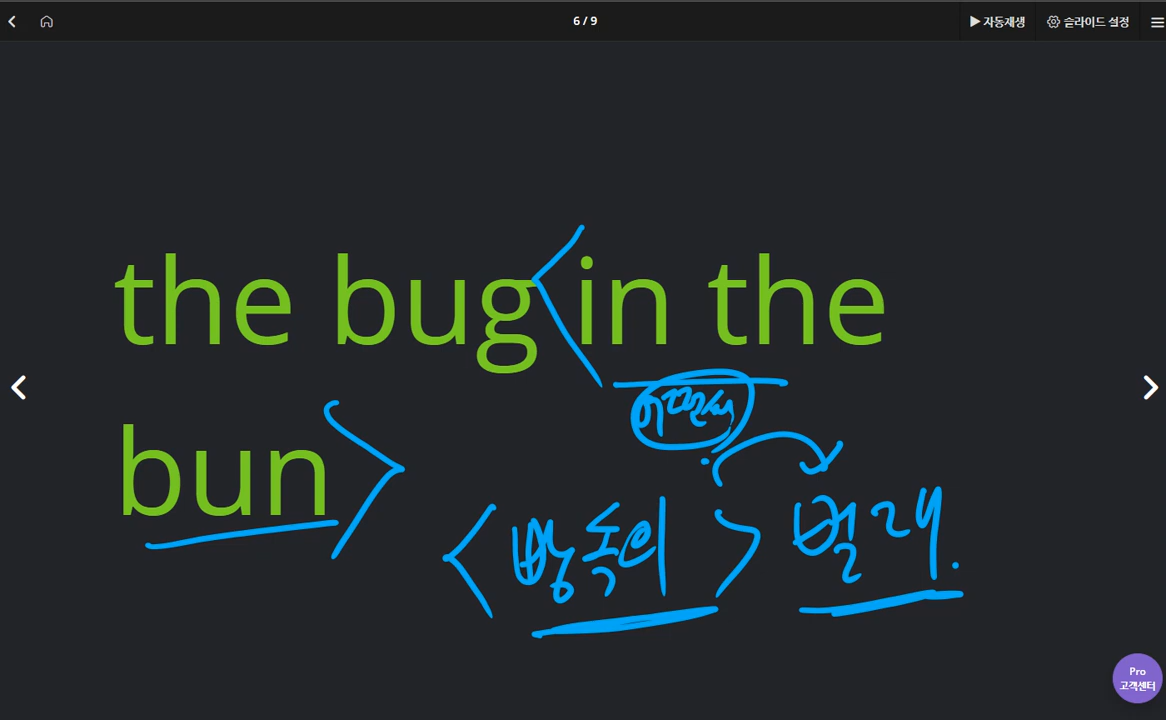 6 / 9
▶ 자동재생
슬라이드 설정
the bug in the
bun
<빵속의> 벌레.
Pro
고객센터